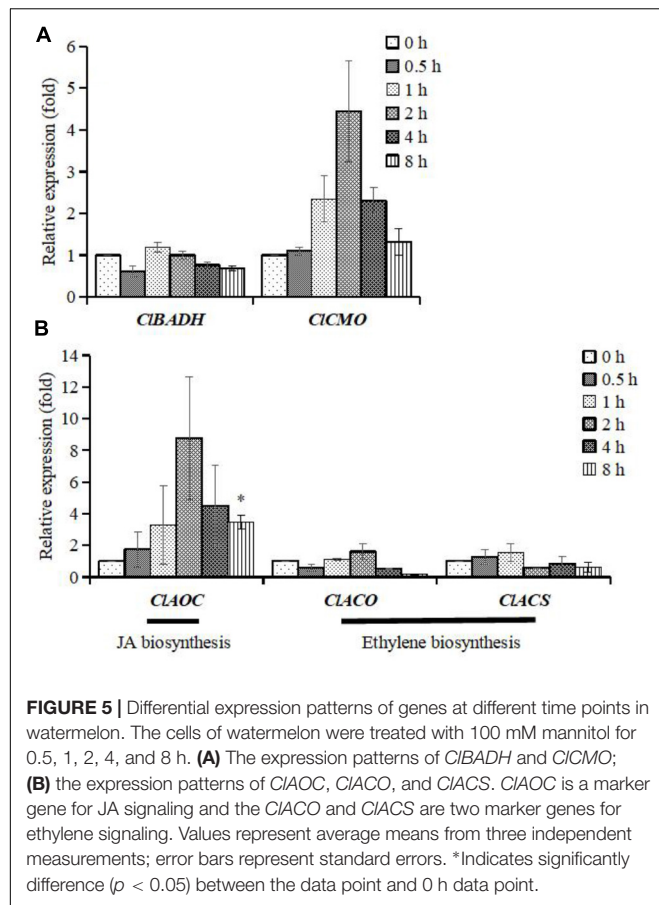 A
Relative expression (fold)
6
5
4
3
2
1
0
0 h
0.5 h
1 h
2 h
4 h
8 h
ClBADH
ClCMO
B
Relative expression (fold)
14
12
10
8
6
4
2
0
0 h
0.5 h
1 h
2 h
4 h
8 h
*
ClAOC
ClACO
ClACS
JA biosynthesis
Ethylene biosynthesis
FIGURE 5 | Differential expression patterns of genes at different time points in
watermelon. The cells of watermelon were treated with 100 mM mannitol for
0.5, 1, 2, 4, and 8 h. (A) The expression patterns of ClBADH and ClCMO;
(B) the expression patterns of ClAOC, ClACO, and ClACS. ClAOC is a marker
gene for JA signaling and the ClACO and ClACS are two marker genes for
ethylene signaling. Values represent average means from three independent
measurements; error bars represent standard errors. *Indicates significantly
difference (p < 0.05) between the data point and 0 h data point.